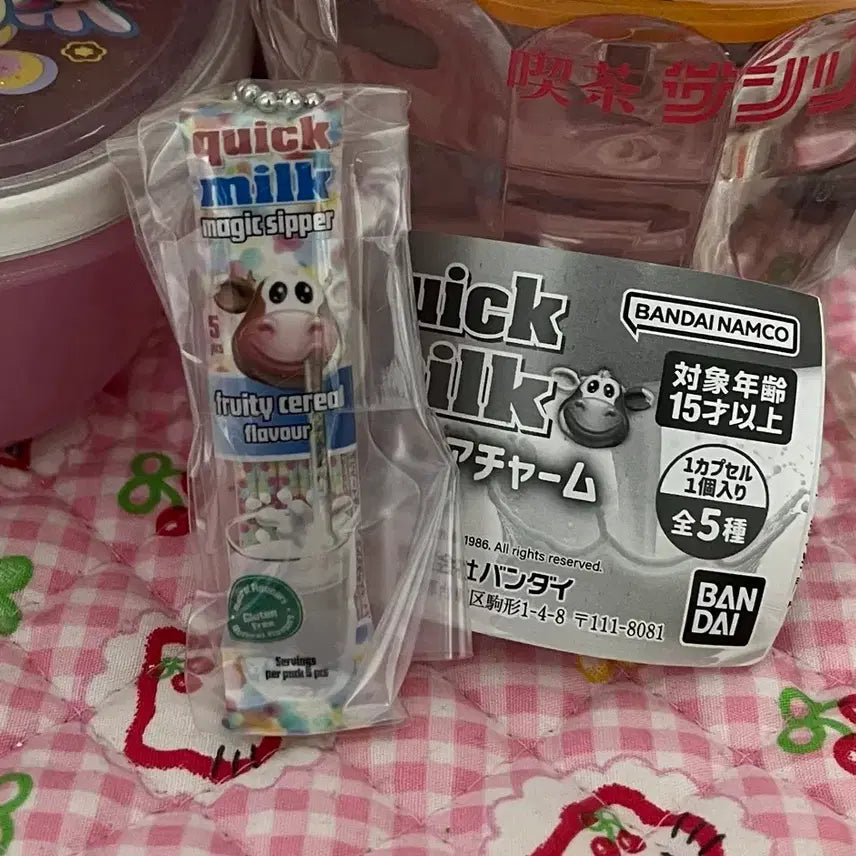 喫茶 サンリ
quick
milk
magic sipper
5
pcs
fruity cereal
flavour
Gluten
Free
Servings
per pack 5 pcs
uick
ilk
アチャーム
BANDAI NAMCO
対象年齢
15才以上
1カプセル
1個入り
全5種
1986. All rights reserved.
会社バンダイ
区駒形1-4-8 〒111-8081
BAN
DAI